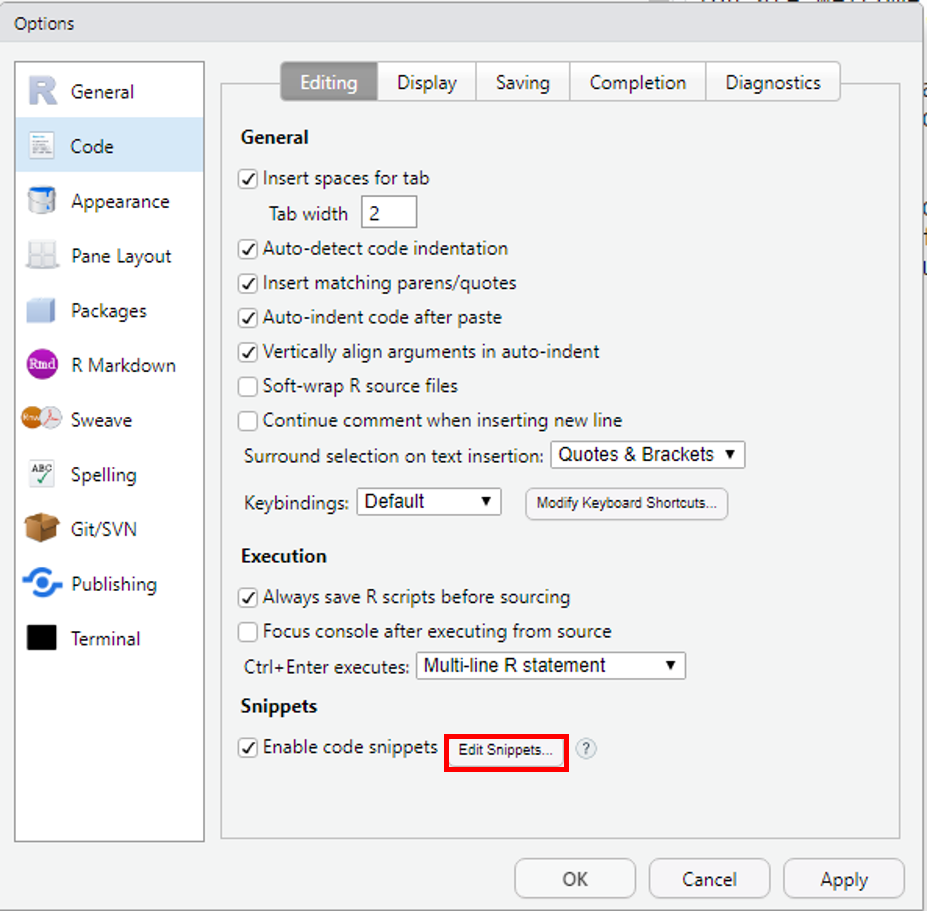 Options
General
Code
Appearance
Pane Layout
Packages
Rmd R Markdown
Sweave
ABC Spelling
Git/SVN
Publishing
Terminal
Editing Display Saving Completion Diagnostics
General
Insert spaces for tab
Tab width 2
Auto-detect code indentation
Insert matching parens/quotes
Auto-indent code after paste
Vertically align arguments in auto-indent
Soft-wrap R source files
Continue comment when inserting new line
Surround selection on text insertion: Quotes & Brackets
Keybindings: Default Modify Keyboard Shortcuts...
Execution
Always save R scripts before sourcing
Focus console after executing from source
Ctrl+Enter executes: Multi-line R statement
Snippets
Enable code snippets Edit Snippets... ?
OK Cancel Apply